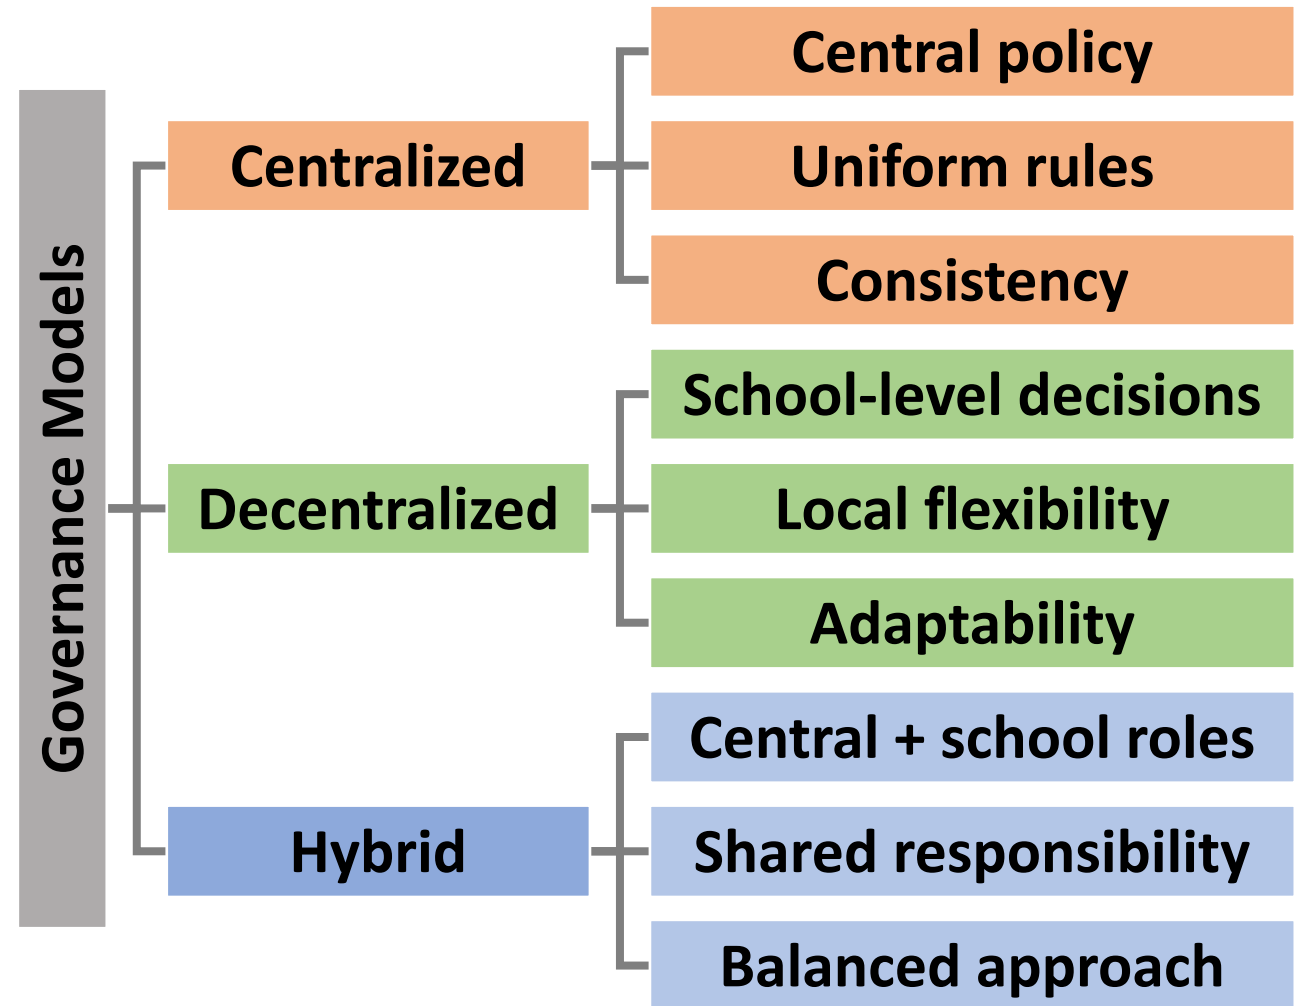 Governance Models
Centralized
Central policy
Uniform rules
Consistency
Decentralized
School-level decisions
Local flexibility
Adaptability
Hybrid
Central + school roles
Shared responsibility
Balanced approach